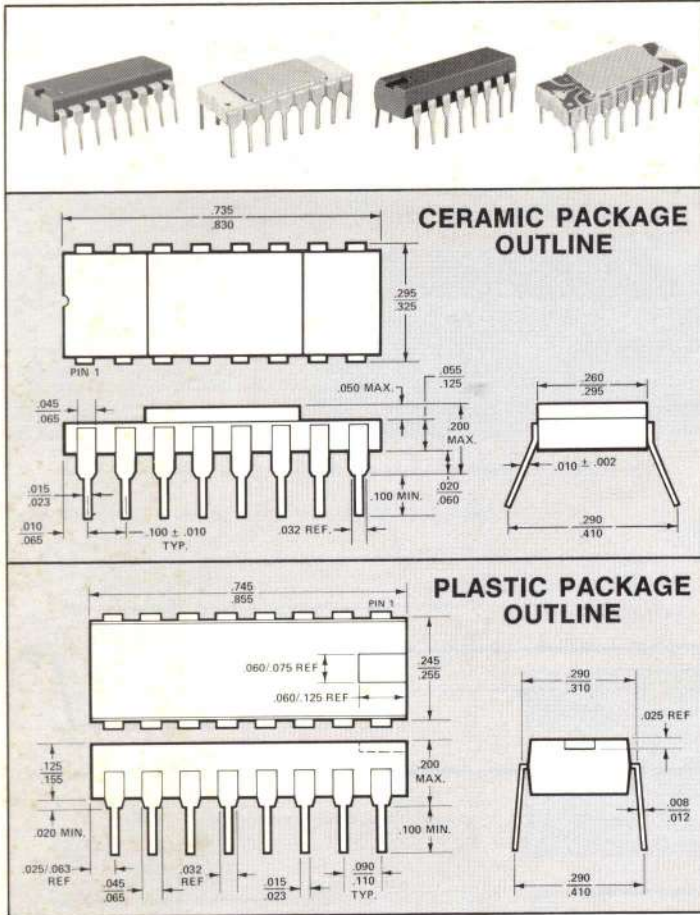 .735
.830
CERAMIC PACKAGE
OUTLINE
.295
.325
PIN 1
.055
.125
.050 MAX.
.045
.065
.200
MAX.
.260
.295
.010 ± .002
.015
.023
.100 MIN.
.020
.060
.010
.065
.100 ± .010
TYP.
.032 REF.
.290
.410
.745
.855
PLASTIC PACKAGE
OUTLINE
PIN 1
.060/.075 REF
.245
.255
.060/.125 REF
.290
.310
.025 REF
.125
.155
.200
MAX.
.020 MIN.
.100 MIN.
.008
.012
.025/.063
REF
.045
.065
.032
REF
.015
.023
.090
.110
TYP.
.290
.410